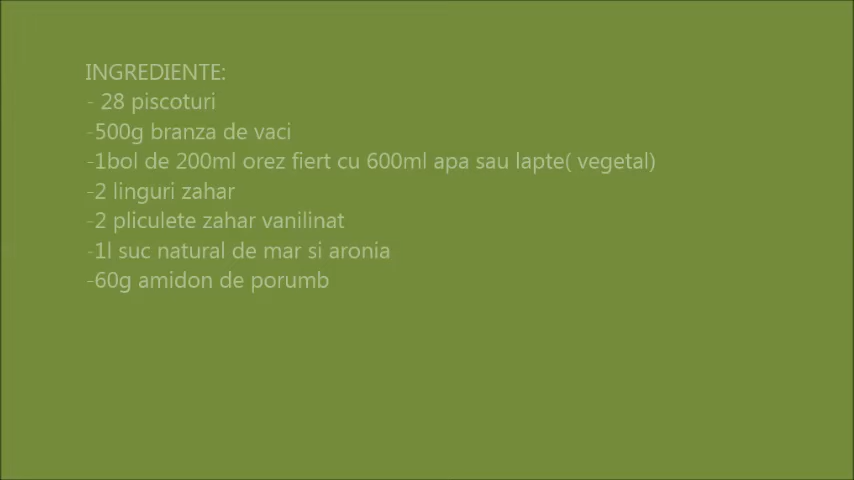 INGREDIENTE:
- 28 piscoturi
-500g branza de vaci
-1bol de 200ml orez fiert cu 600ml apa sau lapte( vegetal)
-2 linguri zahar
-2 pliculete zahar vanilinat
-1l suc natural de mar si aronia
-60g amidon de porumb